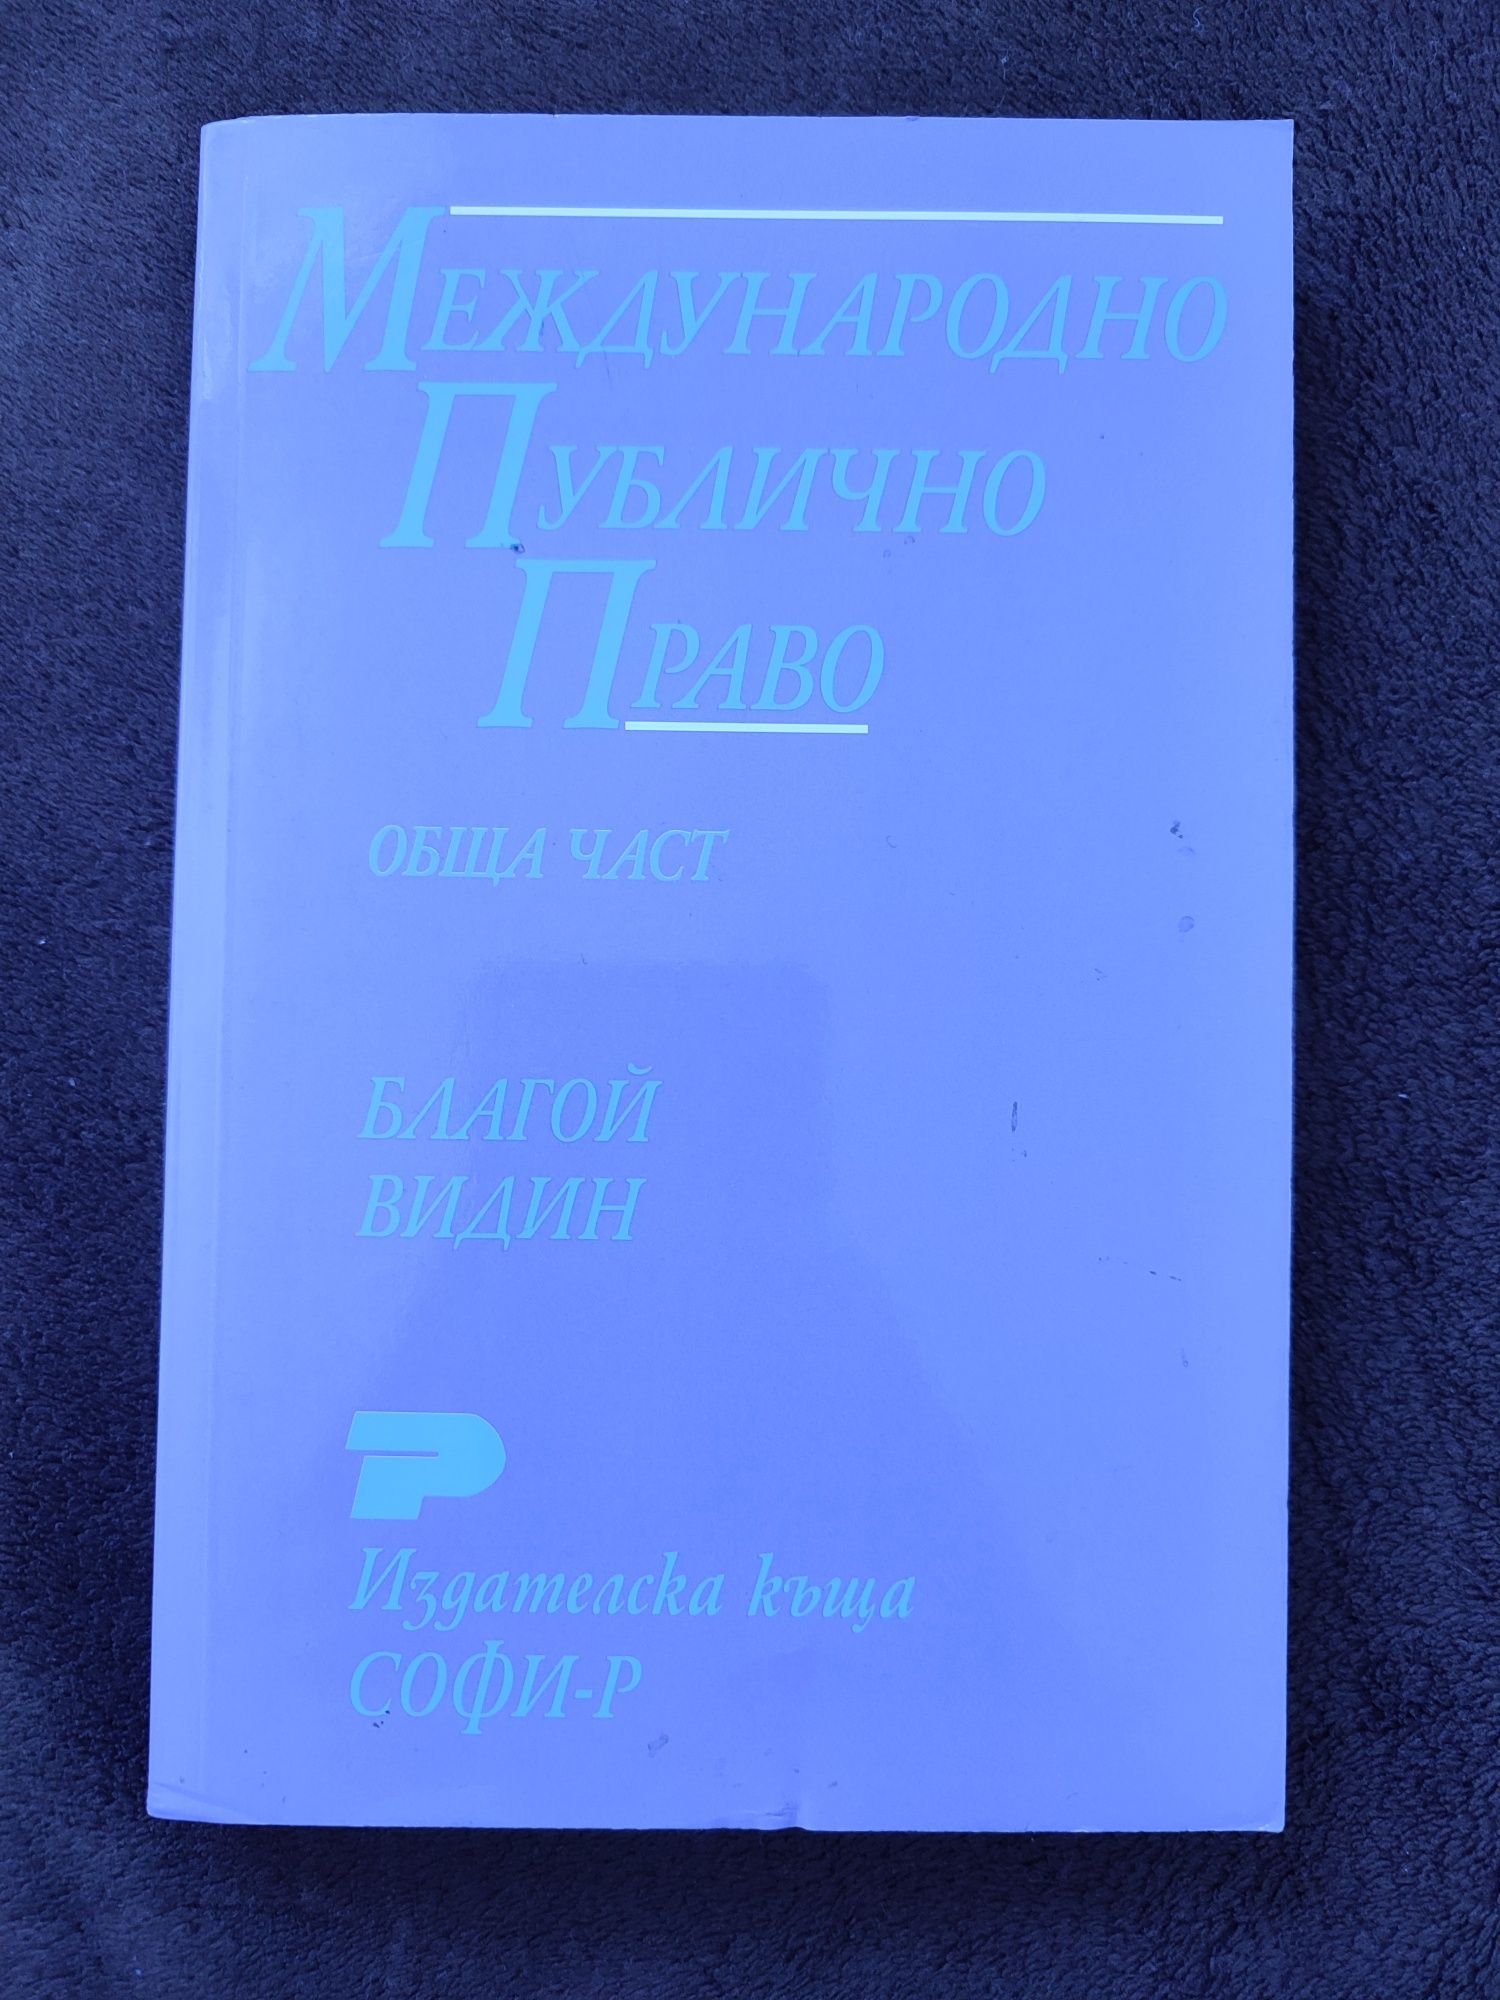 МЕЖДУНАРОДНО
ПУБЛИЧНО
ПРАВО
ОБЩА ЧАСТ
БЛАГОЙ
ВИДИН
Издателска къща
СОФИ-Р